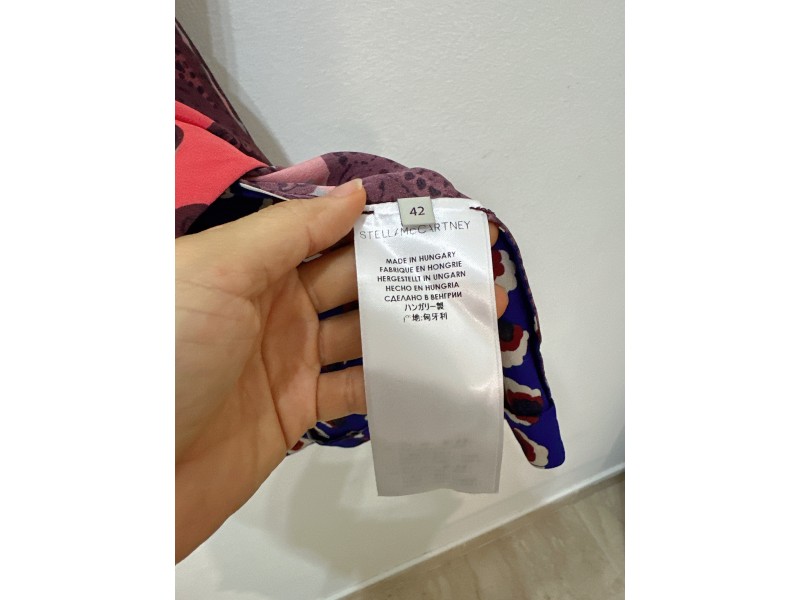 42
STELLA McCARTNEY
MADE IN HUNGARY
FABRIQUE EN HONGRIE
HERGESTELLT IN UNGARN
HECHO EN HUNGRIA
СДЕЛАНО В ВЕНГРИИ
ハンガリー製
产地:匈牙利